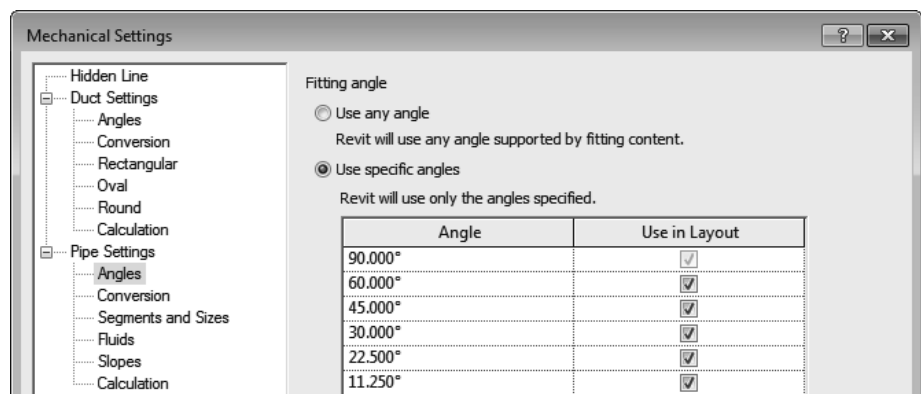 Mechanical Settings
?
Hidden Line
Duct Settings
Angles
Conversion
Rectangular
Oval
Round
Calculation
Pipe Settings
Angles
Conversion
Segments and Sizes
Fluids
Slopes
Calculation
Fitting angle
Use any angle
Revit will use any angle supported by fitting content.
Use specific angles
Revit will use only the angles specified.
Angle Use in Layout
90.000°
60.000°
45.000°
30.000°
22.500°
11.250°